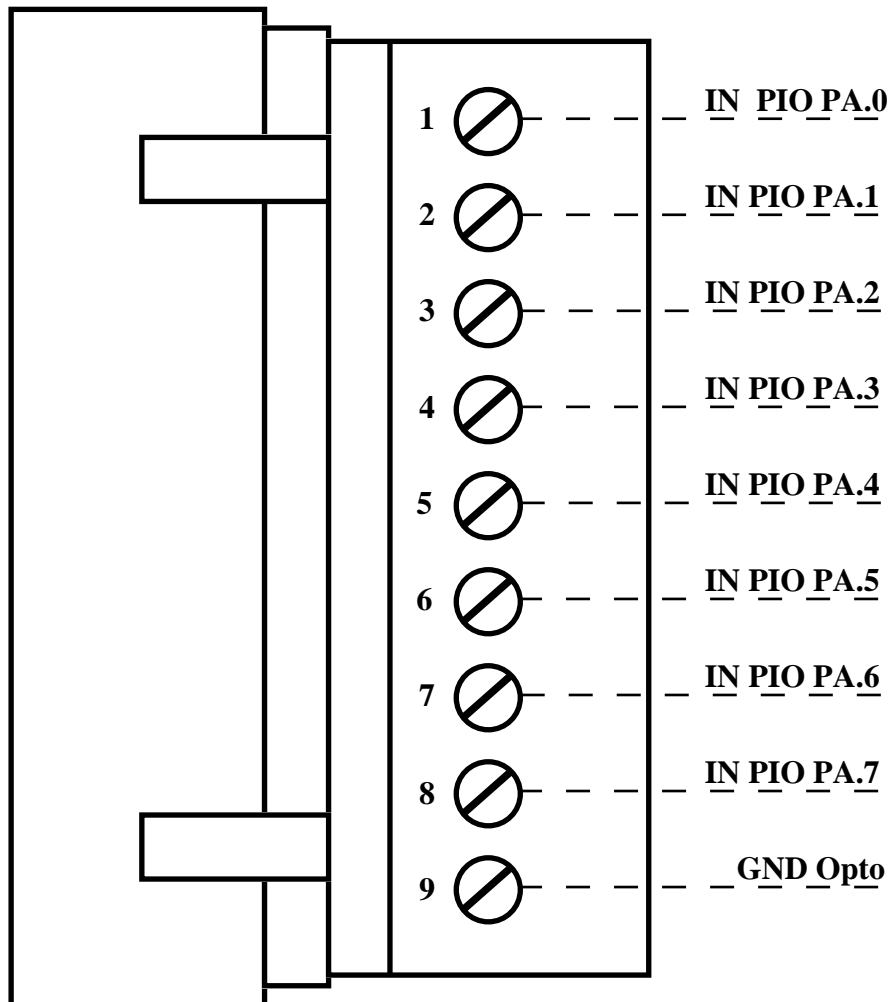 1 IN PIO PA.0
2 IN PIO PA.1
3 IN PIO PA.2
4 IN PIO PA.3
5 IN PIO PA.4
6 IN PIO PA.5
7 IN PIO PA.6
8 IN PIO PA.7
9 GND Opto